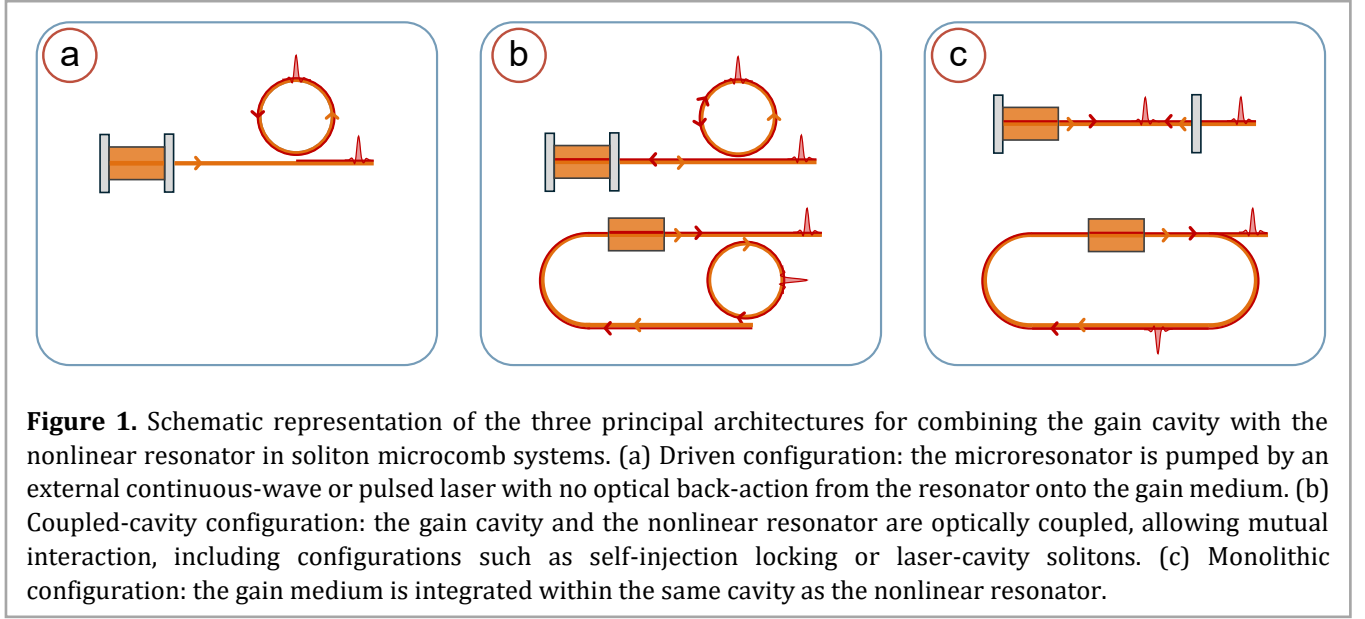 a
b
c
Figure 1. Schematic representation of the three principal architectures for combining the gain cavity with the
nonlinear resonator in soliton microcomb systems. (a) Driven configuration: the microresonator is pumped by an
external continuous-wave or pulsed laser with no optical back-action from the resonator onto the gain medium. (b)
Coupled-cavity configuration: the gain cavity and the nonlinear resonator are optically coupled, allowing mutual
interaction, including configurations such as self-injection locking or laser-cavity solitons. (c) Monolithic
configuration: the gain medium is integrated within the same cavity as the nonlinear resonator.